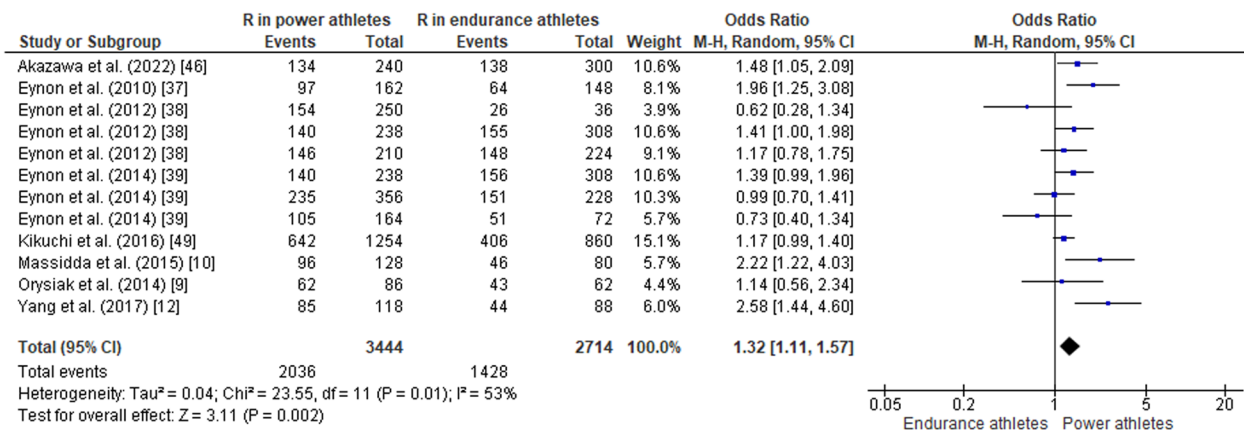 R in power athletes R in endurance athletes Odds Ratio Odds Ratio
Study or Subgroup Events Total Events Total Weight M-H, Random, 95% CI M-H, Random, 95% CI
Akazawa et al. (2022) [46] 134 240 138 300 10.6% 1.48 [1.05, 2.09]
Eynon et al. (2010) [37] 97 162 64 148 8.1% 1.96 [1.25, 3.08]
Eynon et al. (2012) [38] 154 250 26 36 3.9% 0.62 [0.28, 1.34]
Eynon et al. (2012) [38] 140 238 155 308 10.6% 1.41 [1.00, 1.98]
Eynon et al. (2012) [38] 146 210 148 224 9.1% 1.17 [0.78, 1.75]
Eynon et al. (2014) [39] 140 238 156 308 10.6% 1.39 [0.99, 1.96]
Eynon et al. (2014) [39] 235 356 151 228 10.3% 0.99 [0.70, 1.41]
Eynon et al. (2014) [39] 105 164 51 72 5.7% 0.73 [0.40, 1.34]
Kikuchi et al. (2016) [49] 642 1254 406 860 15.1% 1.17 [0.99, 1.40]
Massidda et al. (2015) [10] 96 128 46 80 5.7% 2.22 [1.22, 4.03]
Orysiak et al. (2014) [9] 62 86 43 62 4.4% 1.14 [0.56, 2.34]
Yang et al. (2017) [12] 85 118 44 88 6.0% 2.58 [1.44, 4.60]
Total (95% CI) 3444 2714 100.0% 1.32 [1.11, 1.57]
Total events 2036 1428
Heterogeneity: Tau² = 0.04; Chi² = 23.55, df = 11 (P = 0.01); I² = 53%
Test for overall effect: Z = 3.11 (P = 0.002)
0.05 0.2 1 5 20
Endurance athletes Power athletes